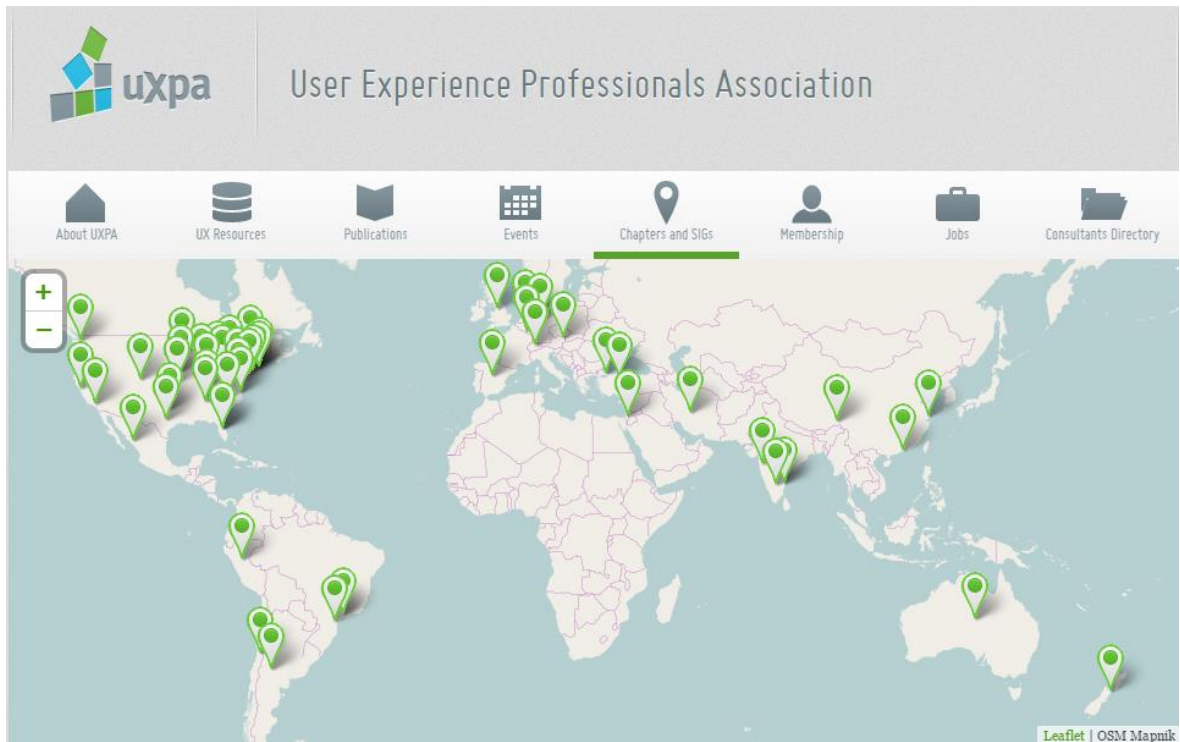 uxpa
User Experience Professionals Association
About UXPA
UX Resources
Publications
Events
Chapters and SIGs
Membership
Jobs
Consultants Directory
+
−
Leaflet | OSM Mapnik